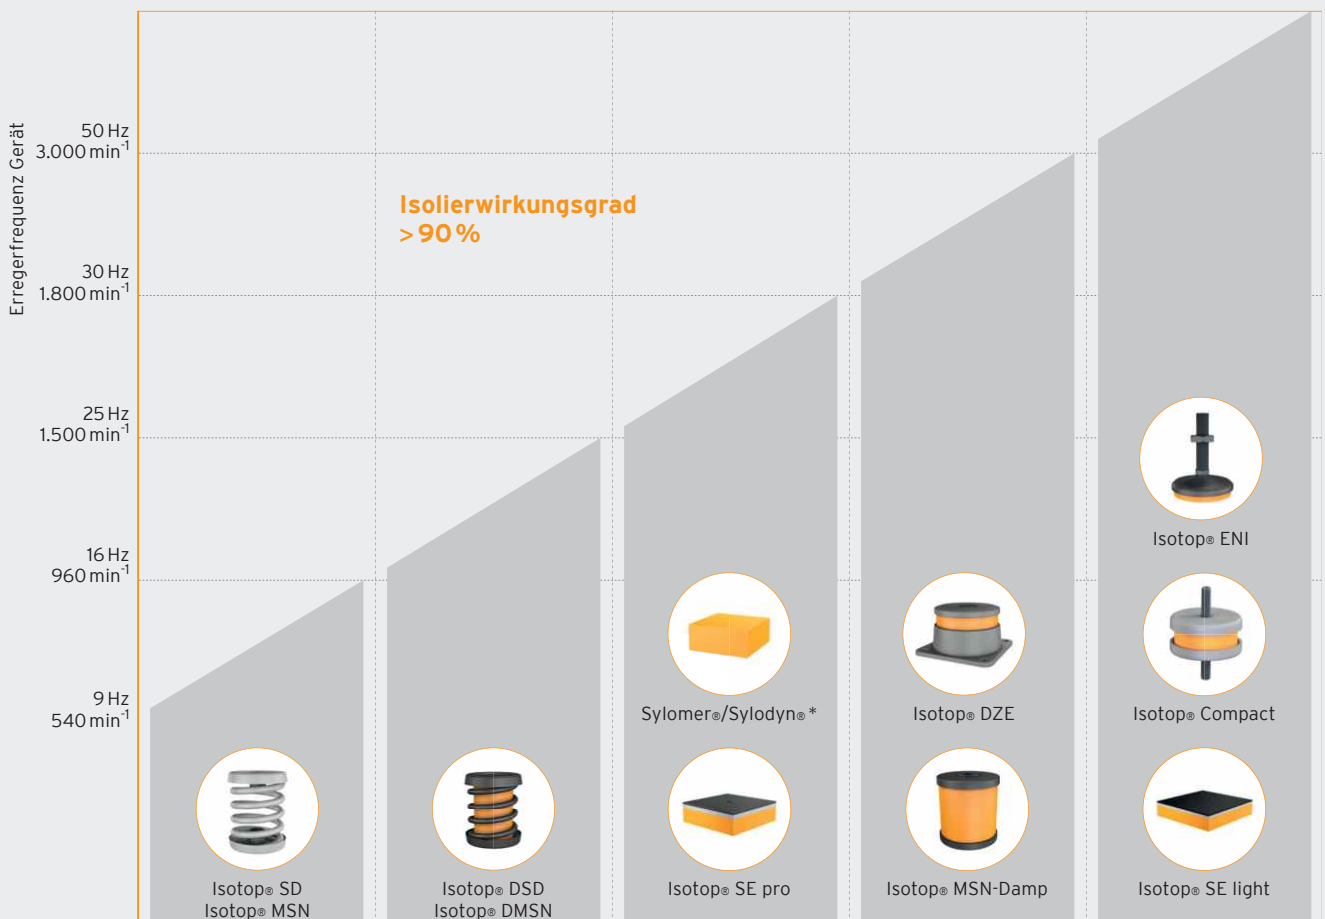 Erregerfrequenz Gerät
50 Hz
3.000 min⁻¹
Isolierwirkungsgrad
> 90 %
30 Hz
1.800 min⁻¹
25 Hz
1.500 min⁻¹
16 Hz
960 min⁻¹
9 Hz
540 min⁻¹
Isotop® ENI
Sylomer®/Sylodyn® *
Isotop® DZE
Isotop® Compact
Isotop® SD
Isotop® MSN
Isotop® DSD
Isotop® DMSN
Isotop® SE pro
Isotop® MSN-Damp
Isotop® SE light